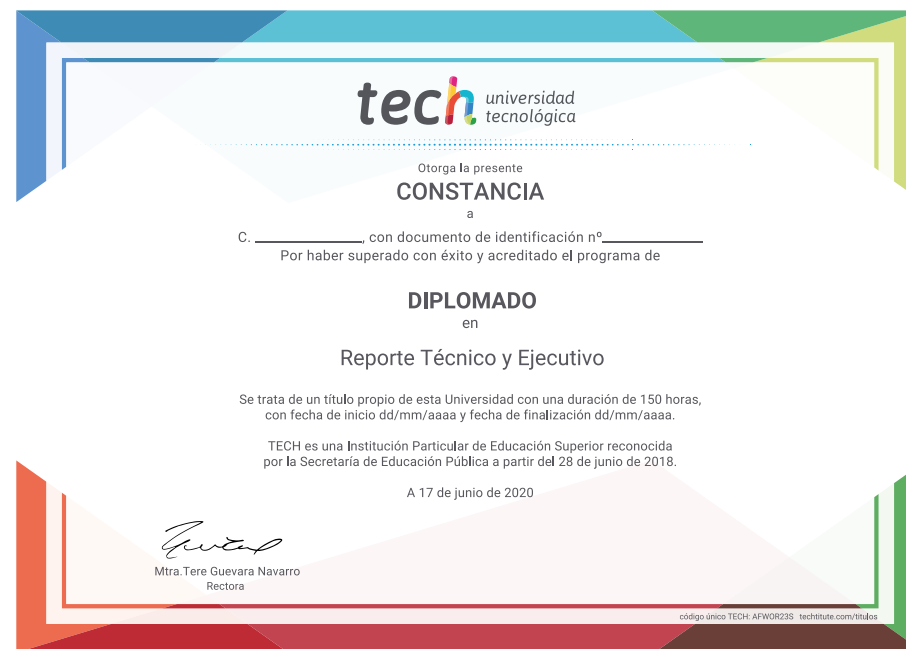 tech universidad
tecnológica
Otorga la presente
CONSTANCIA
a
C. ____________, con documento de identificación nº____________
Por haber superado con éxito y acreditado el programa de
DIPLOMADO
en
Reporte Técnico y Ejecutivo
Se trata de un título propio de esta Universidad con una duración de 150 horas,
con fecha de inicio dd/mm/aaaa y fecha de finalización dd/mm/aaaa.
TECH es una Institución Particular de Educación Superior reconocida
por la Secretaría de Educación Pública a partir del 28 de junio de 2018.
A 17 de junio de 2020
Mtra.Tere Guevara Navarro
Rectora
código único TECH: AFWOR23S techtitute.com/titulos